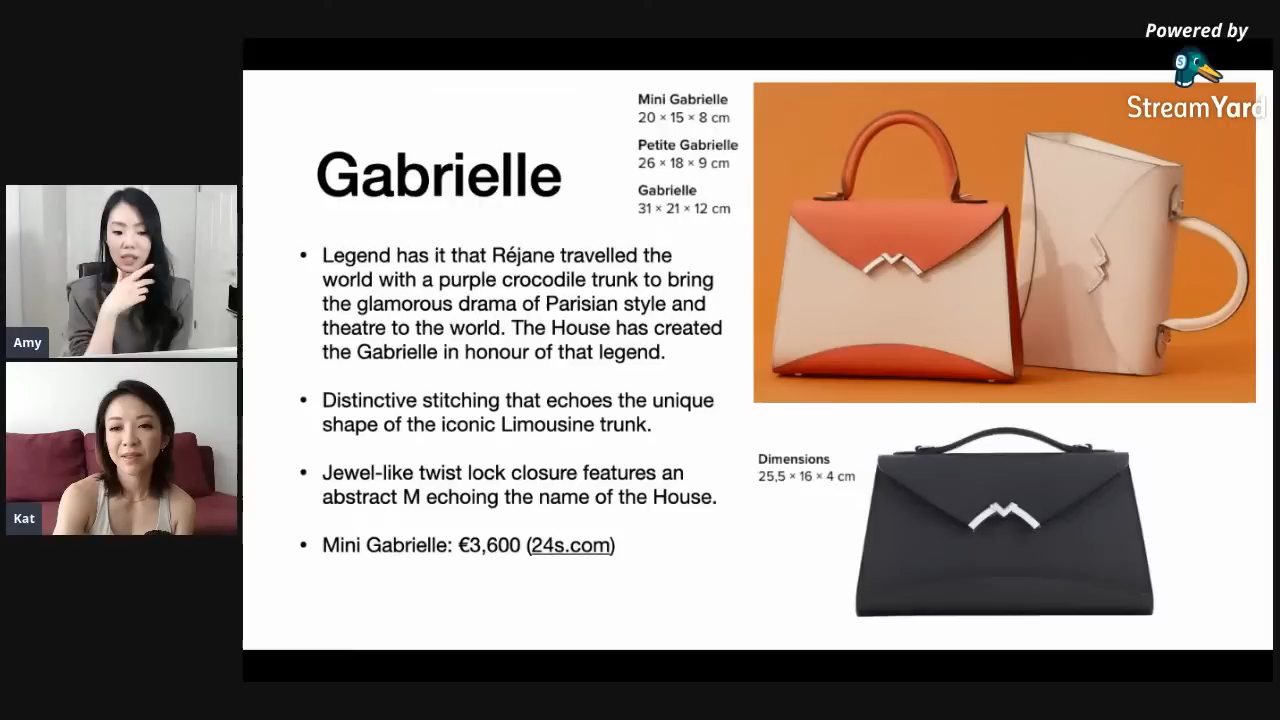 Powered by
StreamYard
Gabrielle
Mini Gabrielle
20 × 15 × 8 cm
Petite Gabrielle
26 × 18 × 9 cm
Gabrielle
31 × 21 × 12 cm
• Legend has it that Réjane travelled the
world with a purple crocodile trunk to bring
the glamorous drama of Parisian style and
theatre to the world. The House has created
the Gabrielle in honour of that legend.
• Distinctive stitching that echoes the unique
shape of the iconic Limousine trunk.
• Jewel-like twist lock closure features an
abstract M echoing the name of the House.
• Mini Gabrielle: €3,600 (24s.com)
Dimensions
25,5 × 16 × 4 cm
Amy
Kat